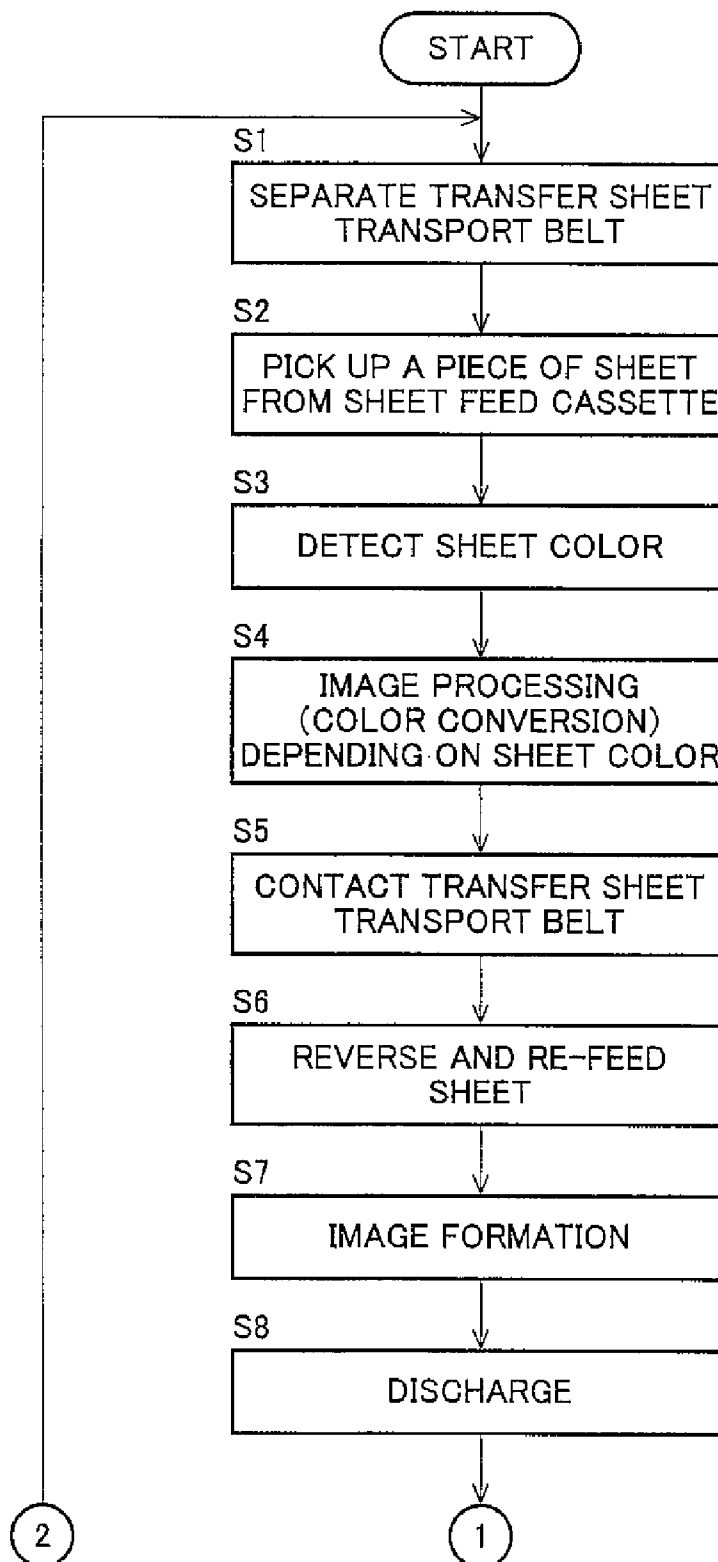 START
S1
SEPARATE TRANSFER SHEET
TRANSPORT BELT
S2
PICK UP A PIECE OF SHEET
FROM SHEET FEED CASSETTE
S3
DETECT SHEET COLOR
S4
IMAGE PROCESSING
(COLOR CONVERSION)
DEPENDING ON SHEET COLOR
S5
CONTACT TRANSFER SHEET
TRANSPORT BELT
S6
REVERSE AND RE-FEED
SHEET
S7
IMAGE FORMATION
S8
DISCHARGE
2
1